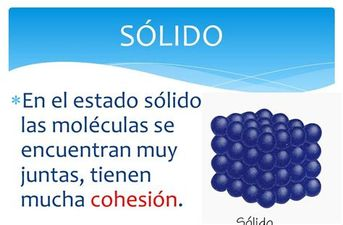 SÓLIDO
*En el estado sólido
las moléculas se
encuentran muy
juntas, tienen
mucha cohesión.
Sólido